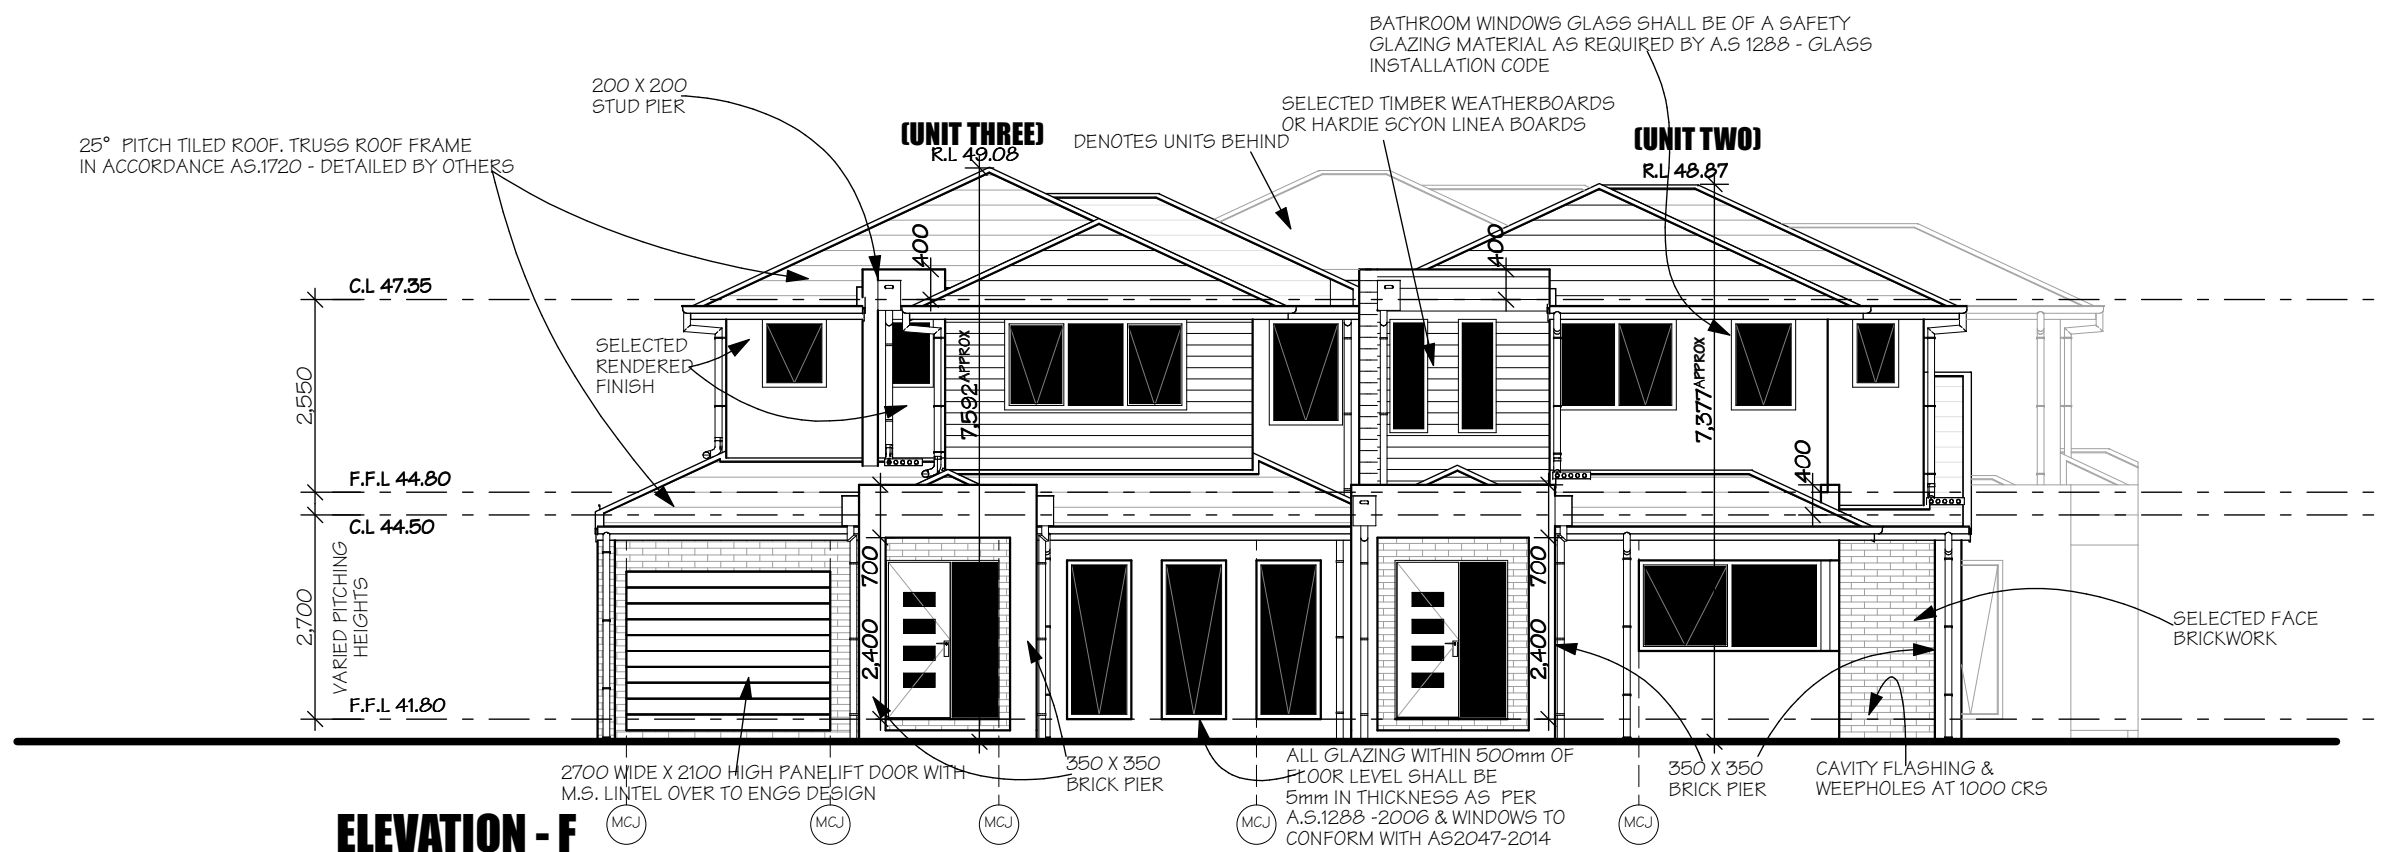 BATHROOM WINDOWS GLASS SHALL BE OF A SAFETY
GLAZING MATERIAL AS REQUIRED BY A.S 1288 - GLASS
INSTALLATION CODE
200 X 200
STUD PIER
SELECTED TIMBER WEATHERBOARDS
OR HARDIE SCYON LINEA BOARDS
(UNIT THREE)
R.L 49.08
DENOTES UNITS BEHIND
(UNIT TWO)
R.L 48.87
25° PITCH TILED ROOF. TRUSS ROOF FRAME
IN ACCORDANCE AS.1720 - DETAILED BY OTHERS
400
400
C.L 47.35
SELECTED
RENDERED
FINISH
2,550
7,592 APPROX
7,377 APPROX
400
F.F.L 44.80
C.L 44.50
VARIED PITCHING
HEIGHTS
2,700
700
2,400
700
2,400
SELECTED FACE
BRICKWORK
F.F.L 41.80
2700 WIDE X 2100 HIGH PANELIFT DOOR WITH
M.S. LINTEL OVER TO ENGS DESIGN
350 X 350
BRICK PIER
ALL GLAZING WITHIN 500mm OF
FLOOR LEVEL SHALL BE
5mm IN THICKNESS AS PER
A.S.1288 -2006 & WINDOWS TO
CONFORM WITH AS2047-2014
350 X 350
BRICK PIER
CAVITY FLASHING &
WEEPHOLES AT 1000 CRS
MCJ
MCJ
MCJ
MCJ
MCJ
ELEVATION - F